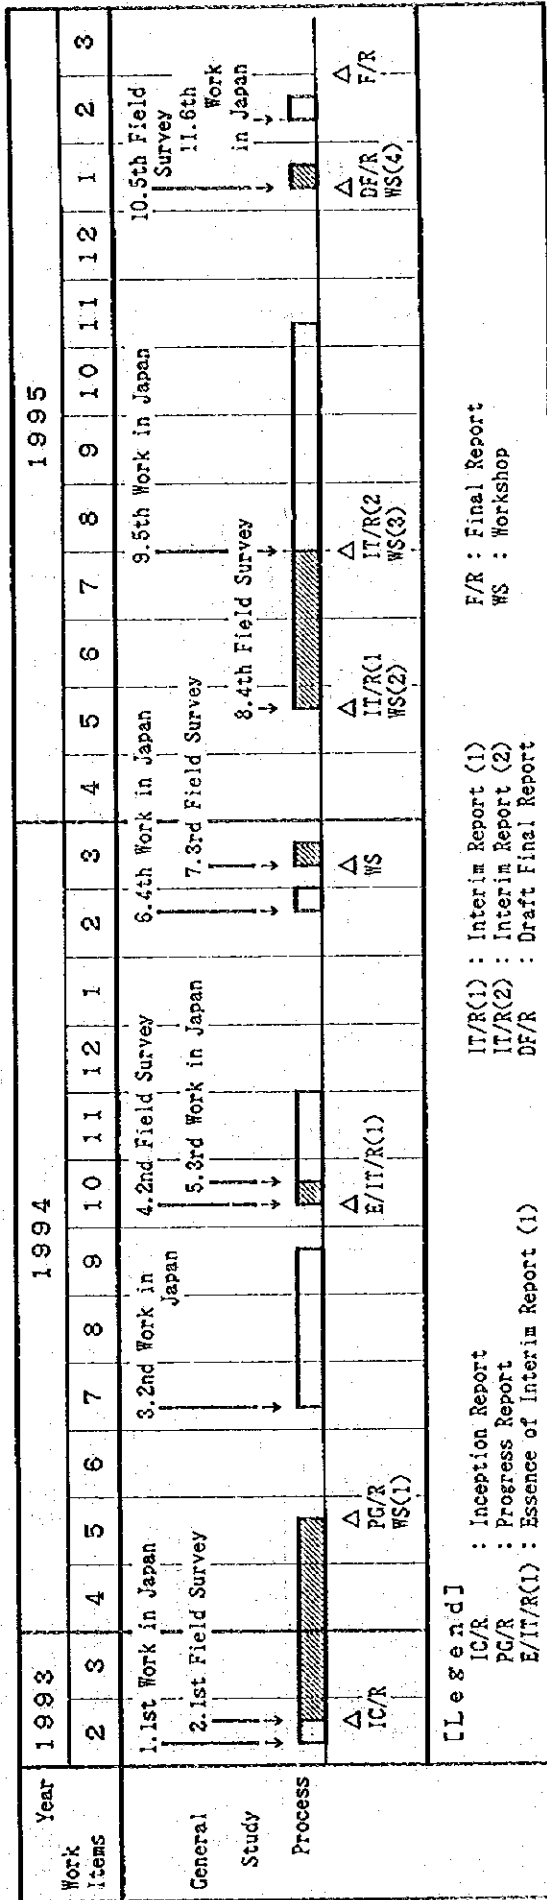 Year 1993 1994 1995
Work Items 2 3 4 5 6 7 8 9 10 11 12 1 2 3 4 5 6 7 8 9 10 11 12 1 2 3
General
Study
Process
1.1st Work in Japan
2.1st Field Survey
3.2nd Work in
Japan
4.2nd Field Survey
5.3rd Work in Japan
6.4th Work in Japan
7.3rd Field Survey
8.4th Field Survey
9.5th Work in Japan
10.5th Field
Survey
11.6th
Work
in Japan
△ △ △ △ △ △ △ △
IC/R PG/R E/IT/R(1) WS IT/R(1 IT/R(2 DF/R F/R
WS(1) WS(2) WS(3) WS(4)
[Legend]
IC/R : Inception Report
PG/R : Progress Report
E/IT/R(1) : Essence of Interim Report (1)
IT/R(1) : Interim Report (1)
IT/R(2) : Interim Report (2)
DF/R : Draft Final Report
F/R : Final Report
WS : Workshop